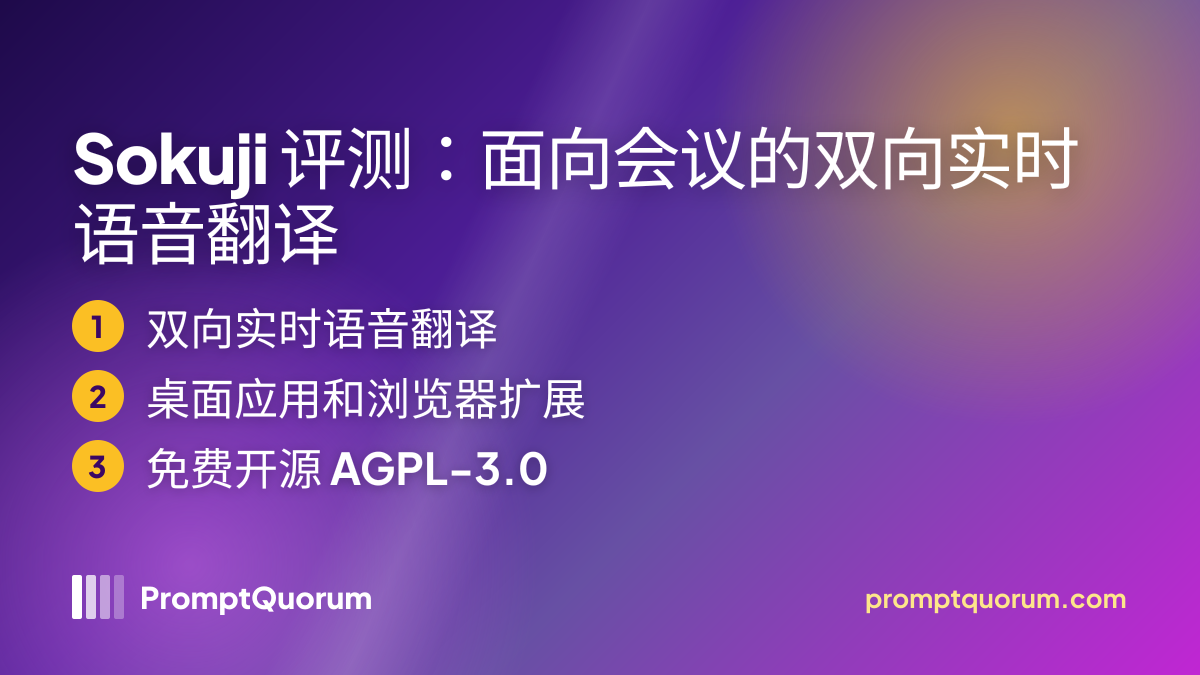 Sokuji 评测：面向会议的双向实时
语音翻译
1 双向实时语音翻译
2 桌面应用和浏览器扩展
3 免费开源 AGPL-3.0
PromptQuorum
promptquorum.com